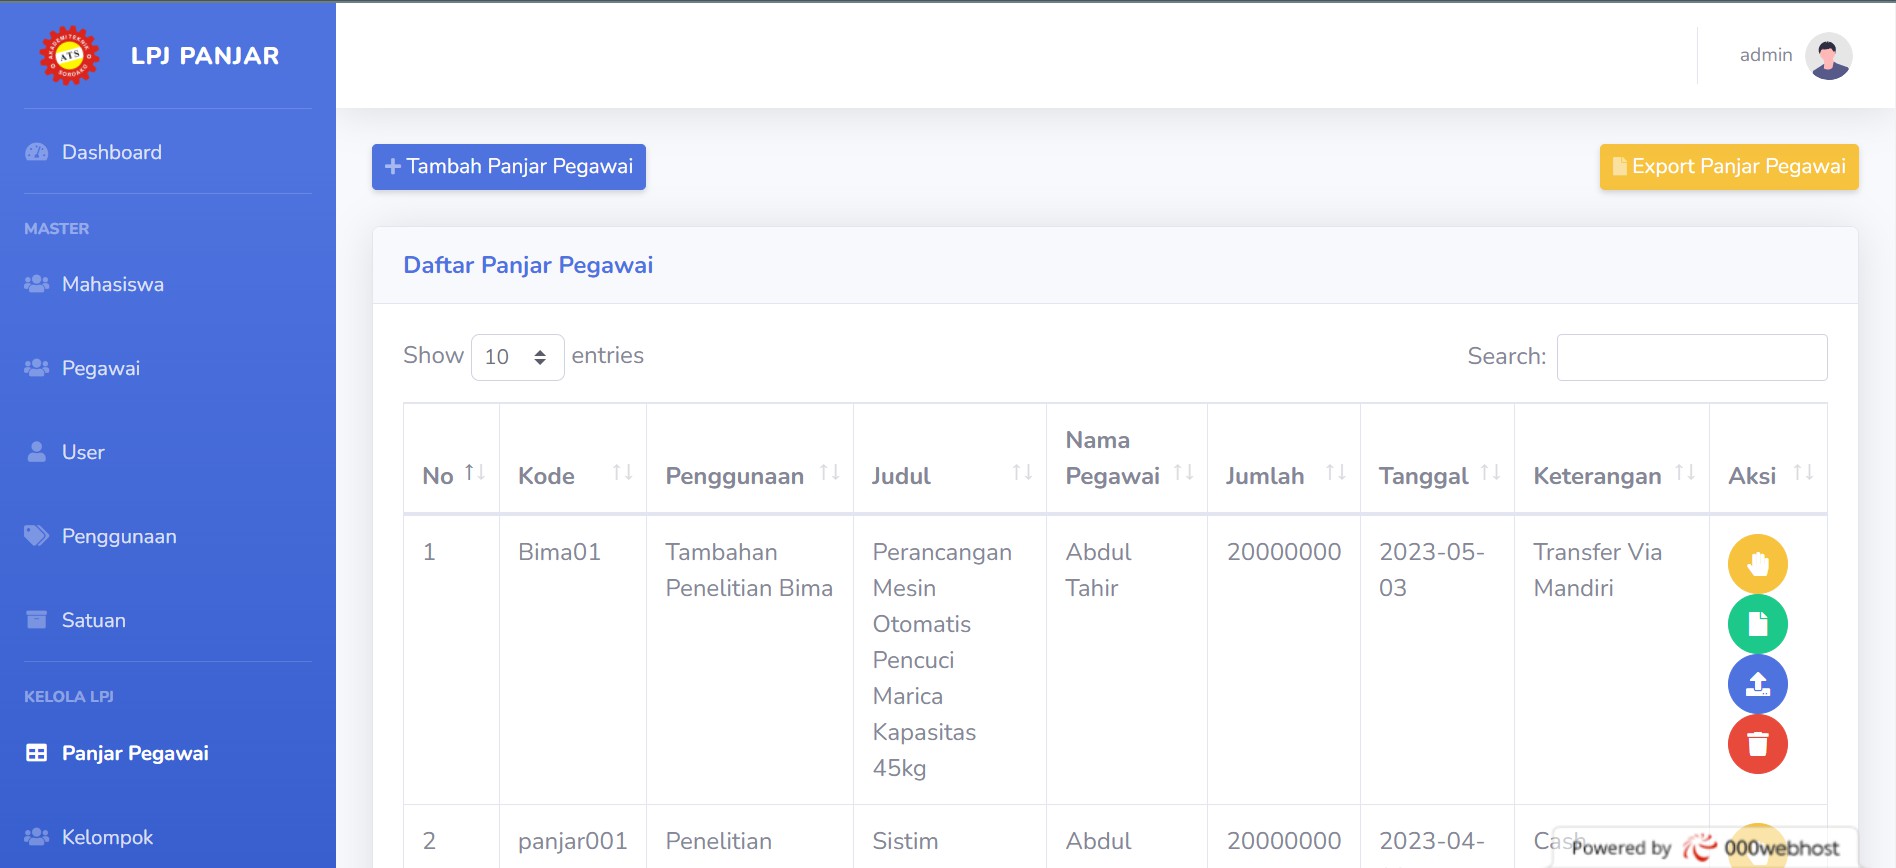 ATS
LPJ PANJAR
admin
Dashboard
MASTER
Mahasiswa
Pegawai
User
Penggunaan
Satuan
KELOLA LPJ
Panjar Pegawai
Kelompok
Tambah Panjar Pegawai
Export Panjar Pegawai
Daftar Panjar Pegawai
Show 10 entries
Search:
No Kode Penggunaan Judul Nama Pegawai Jumlah Tanggal Keterangan Aksi
1 Bima01 Tambahan Penelitian Bima Perancangan Mesin Otomatis Pencuci Marica Kapasitas 45kg Abdul Tahir 20000000 2023-05-03 Transfer Via Mandiri
2 panjar001 Penelitian Sistim Abdul 20000000 2023-04- Cash
Powered by 000webhost